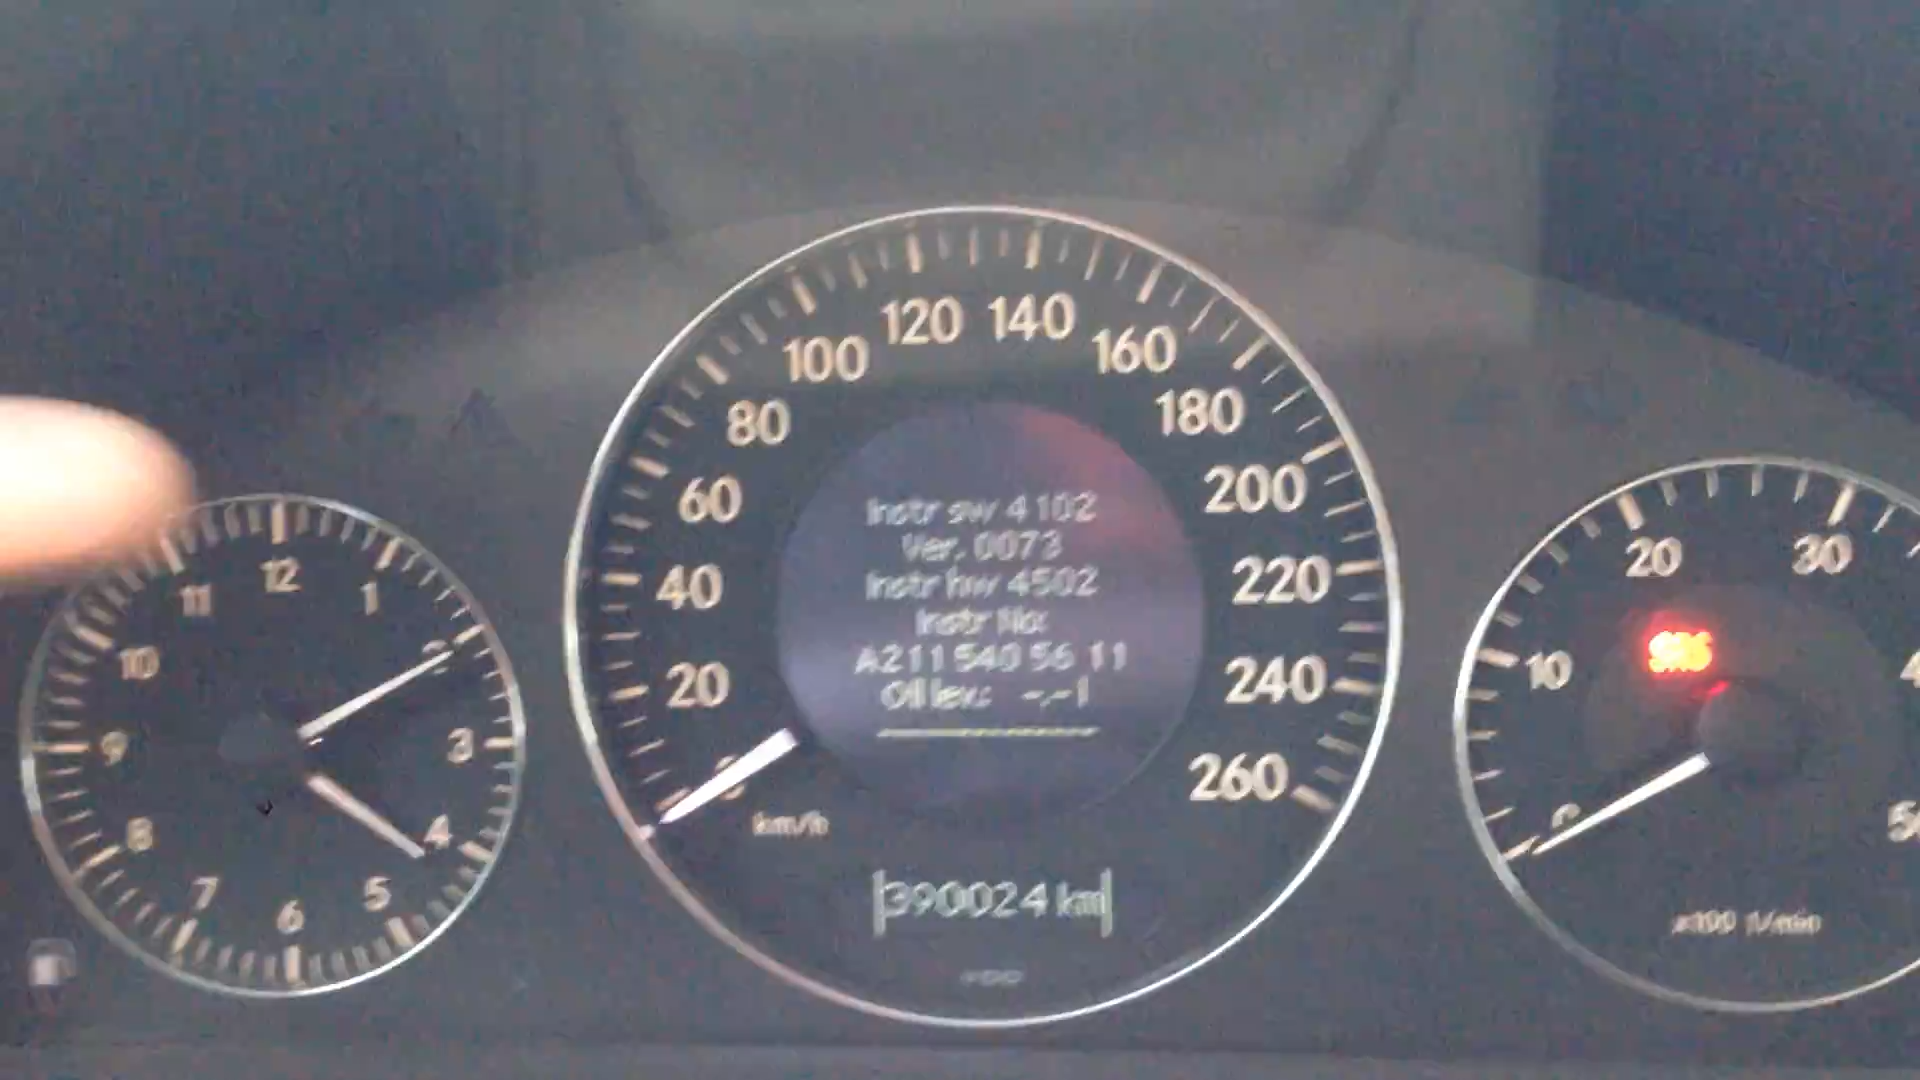 120 140
100
160
80
180
60
200
40
220
20
240
260
km/h
Instr sw 4102
Ver. 0073
Instr hw 4502
Instr No:
A211 540 56 11
Oil lev.: -.-l
390024 km
VDO
12
1
2
3
4
5
6
7
8
9
10
11
10
20
30
SRS
x100 1/min